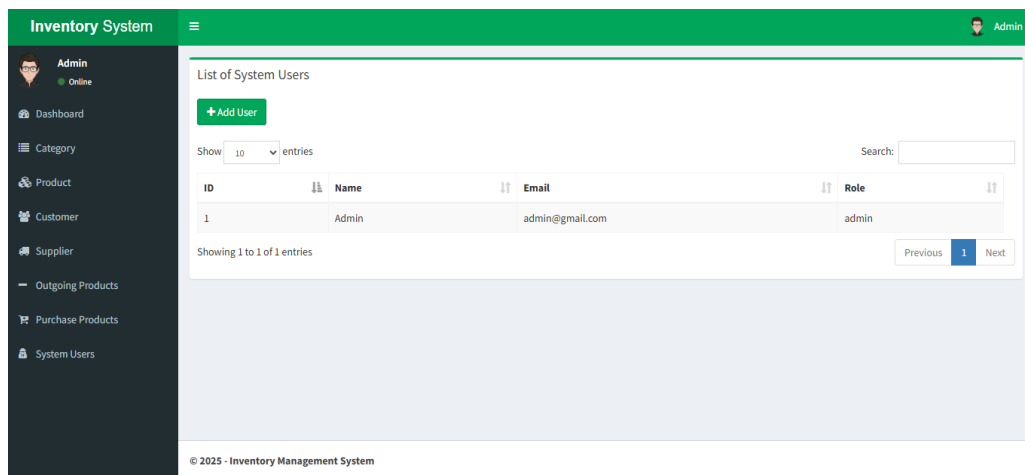 Inventory System
Admin
Admin
Online
Dashboard
Category
Product
Customer
Supplier
Outgoing Products
Purchase Products
System Users
List of System Users
Add User
Show 10 entries
Search:
ID Name Email Role
1 Admin admin@gmail.com admin
Showing 1 to 1 of 1 entries
Previous 1 Next
© 2025 - Inventory Management System